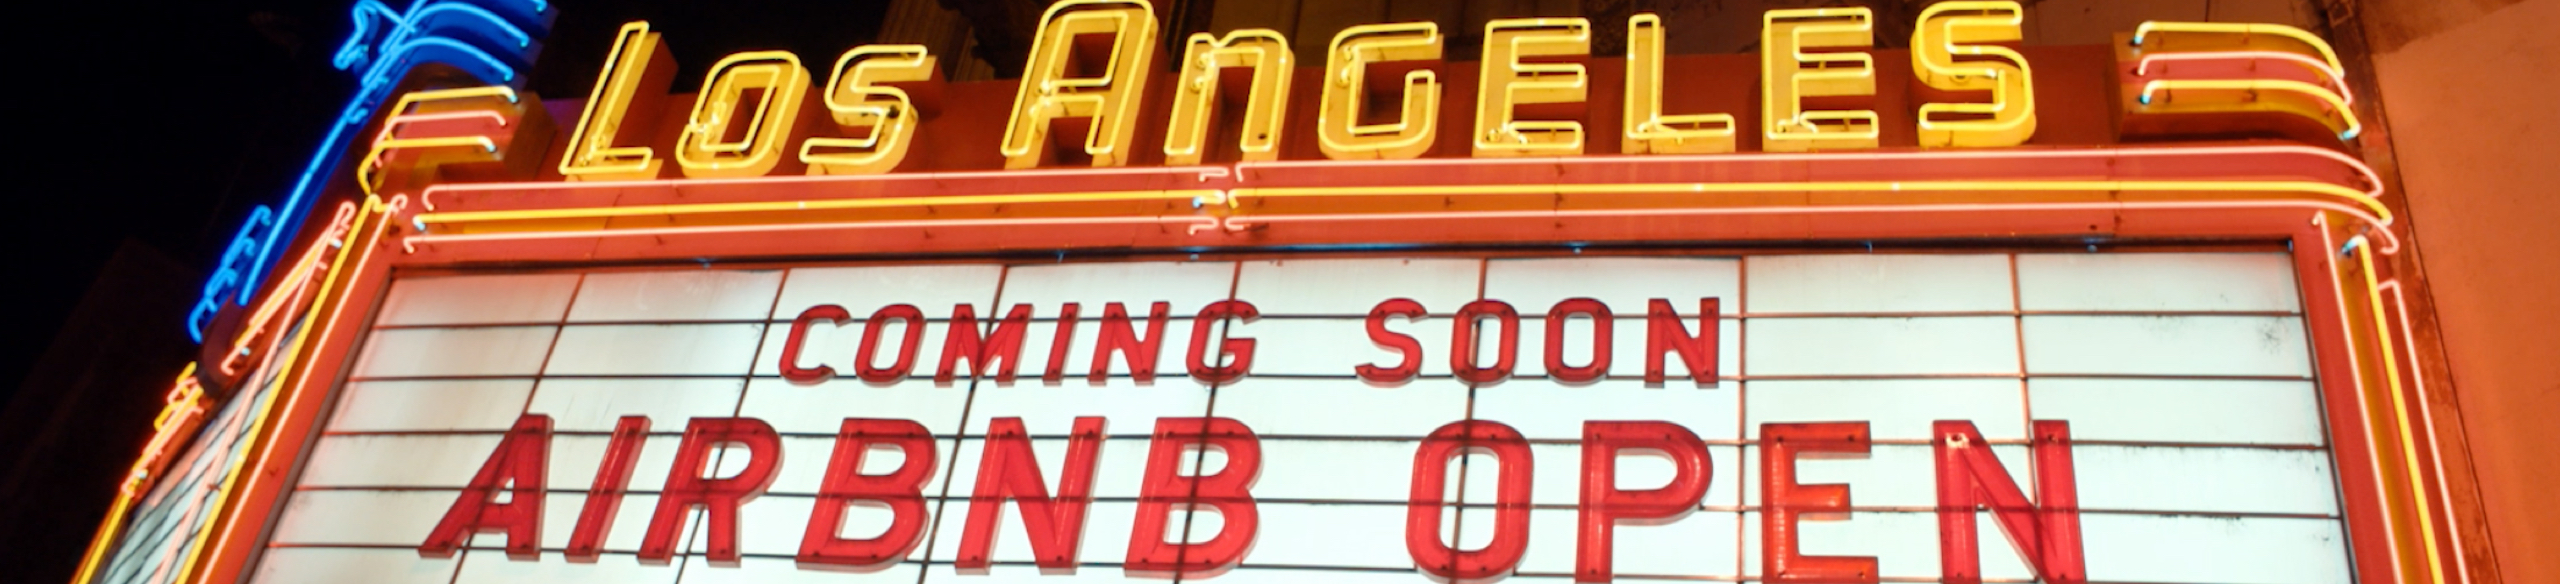 LOS ANGELES
COMING SOON
AIRBNB OPEN